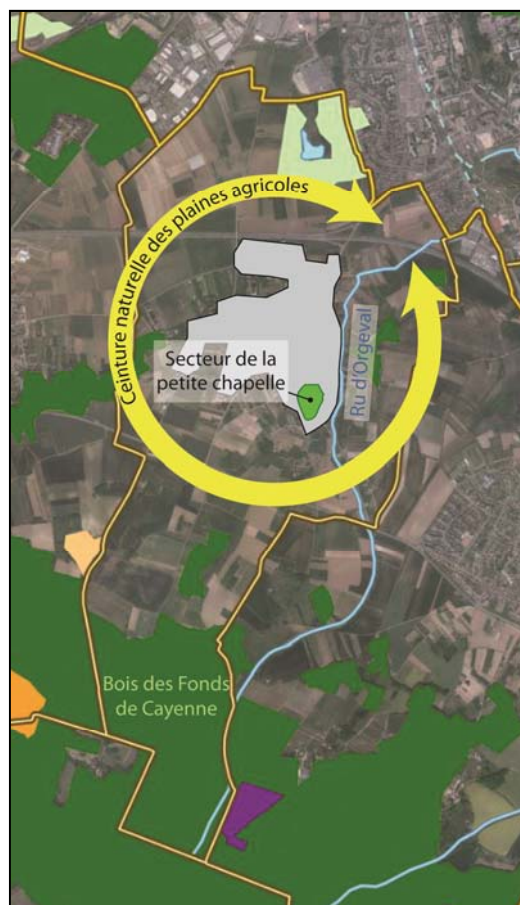 Ceinture naturelle des plaines agricoles
Secteur de la
petite chapelle
Ru d'Orgeval
Bois des Fonds
de Cayenne